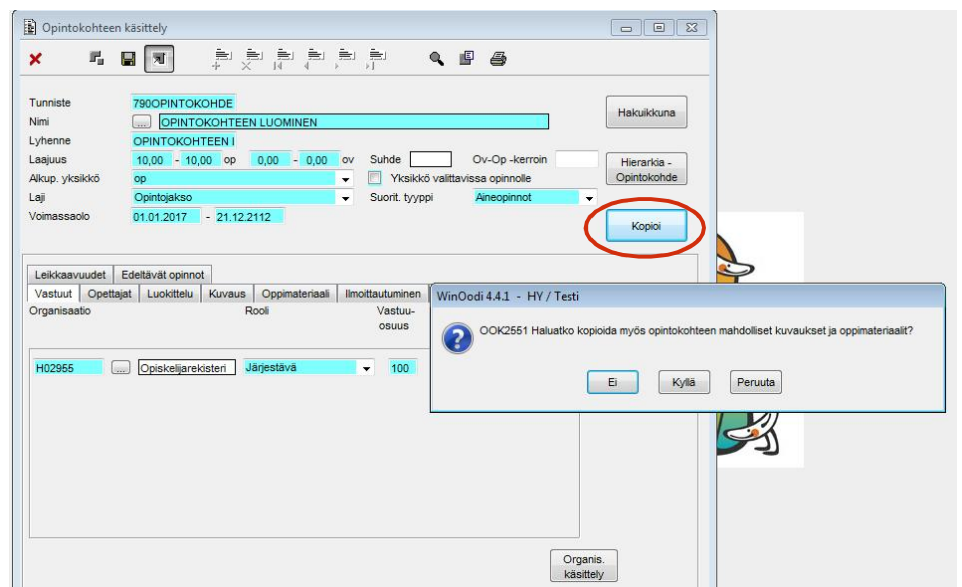 Opintokohteen käsittely
Tunniste 790OPINTOKOHDE
Nimi ... OPINTOKOHTEEN LUOMINEN
Hakuikkuna
Lyhenne OPINTOKOHTEEN I
Laajuus 10,00 - 10,00 op 0,00 - 0,00 ov Suhde Ov-Op -kerroin
Hierarkia -
Opintokohde
Alkup. yksikkö op Yksikkö valittavissa opinnolle
Laji Opintojakso Suorit. tyyppi Aineopinnot
Voimassaolo 01.01.2017 - 21.12.2112
Kopioi
Leikkaavuudet Edeltävät opinnot
Vastuut Opettajat Luokittelu Kuvaus Oppimateriaali Ilmoittautuminen
Organisaatio Rooli Vastuu-
osuus
H02955 ... Opiskelijarekisteri Järjestävä 100
WinOodi 4.4.1 - HY / Testi
OOK2551 Haluatko kopioida myös opintokohteen mahdolliset kuvaukset ja oppimateriaalit?
Ei Kyllä Peruuta
Organis.
käsittely